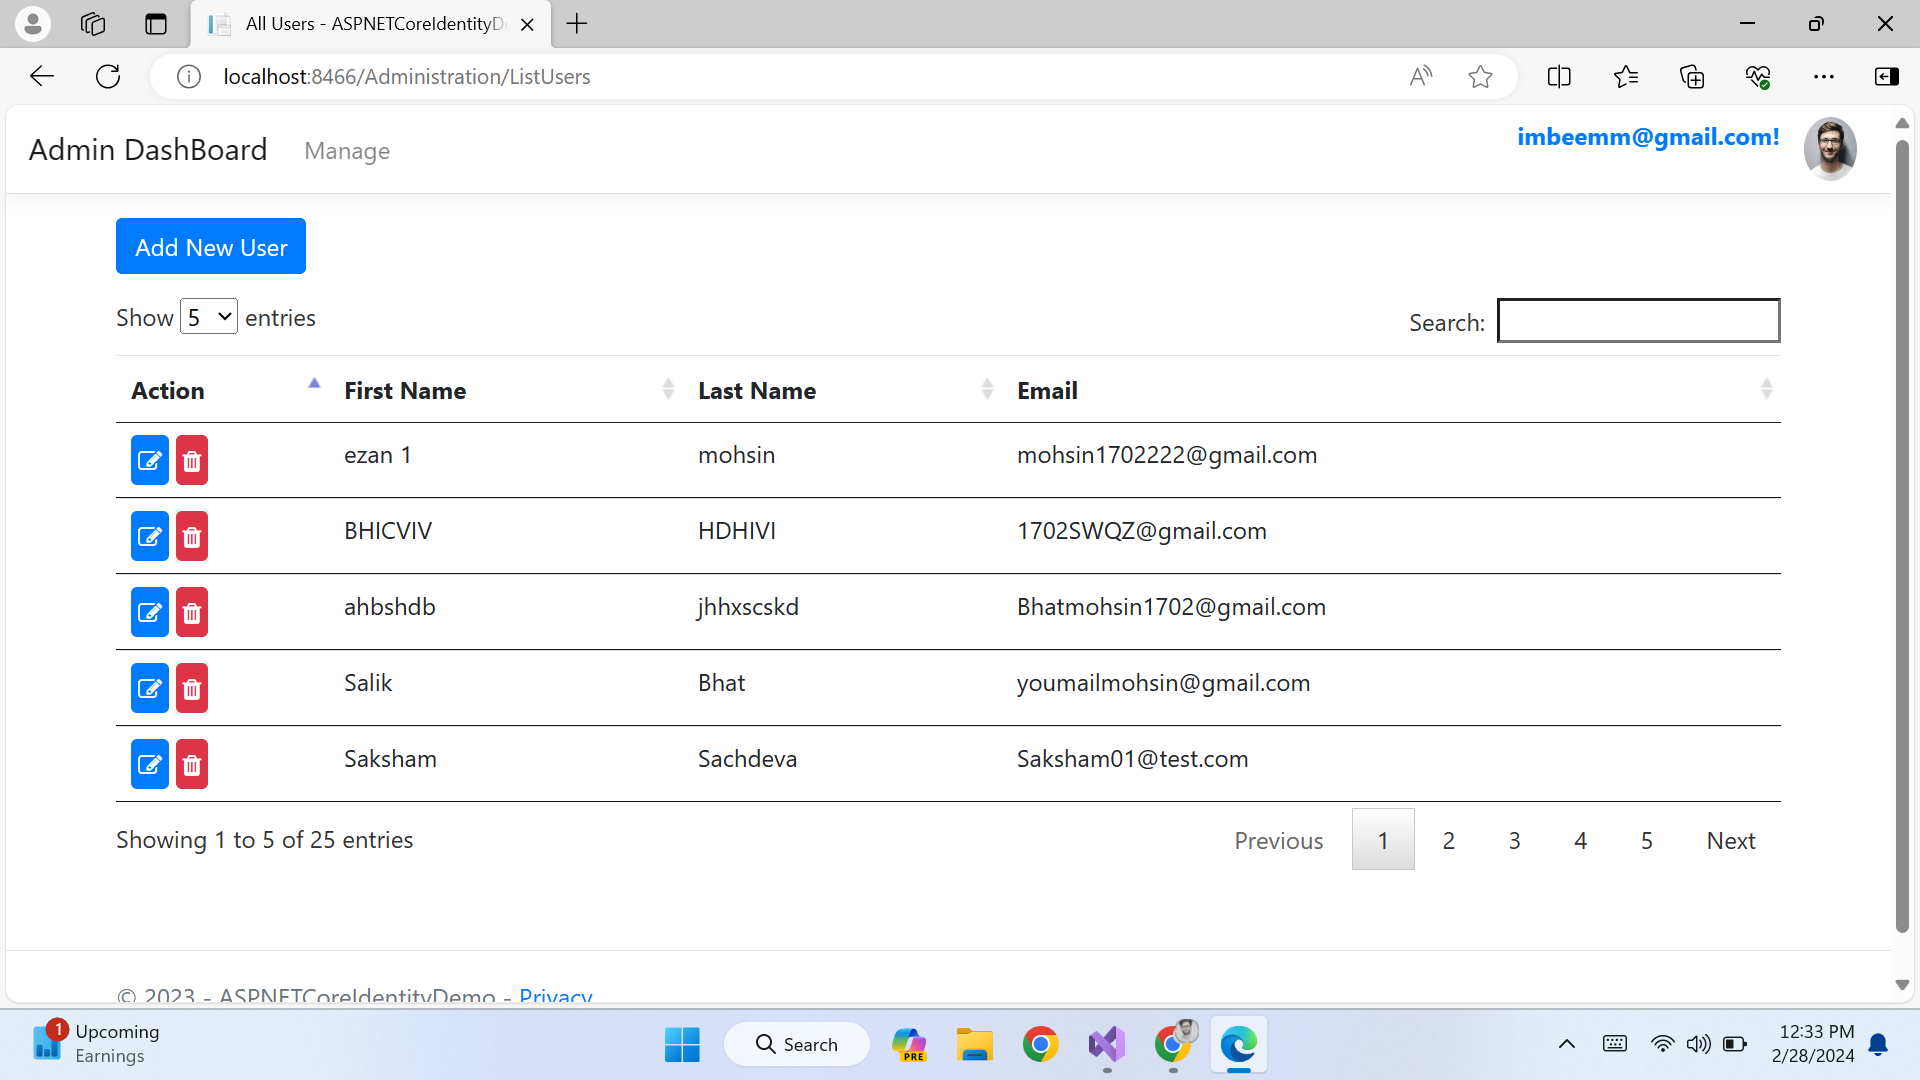 All Users - ASPNETCoreIdentityD
localhost:8466/Administration/ListUsers
Admin DashBoard Manage imbeemm@gmail.com!
Add New User
Show 5 entries Search:
Action First Name Last Name Email
ezan 1 mohsin mohsin1702222@gmail.com
BHICVIV HDHIVI 1702SWQZ@gmail.com
ahbshdb jhhxscskd Bhatmohsin1702@gmail.com
Salik Bhat youmailmohsin@gmail.com
Saksham Sachdeva Saksham01@test.com
Showing 1 to 5 of 25 entries Previous 1 2 3 4 5 Next
© 2023 - ASPNETCoreIdentityDemo - Privacy
1 Upcoming
Earnings
Search
PRE
12:33 PM
2/28/2024